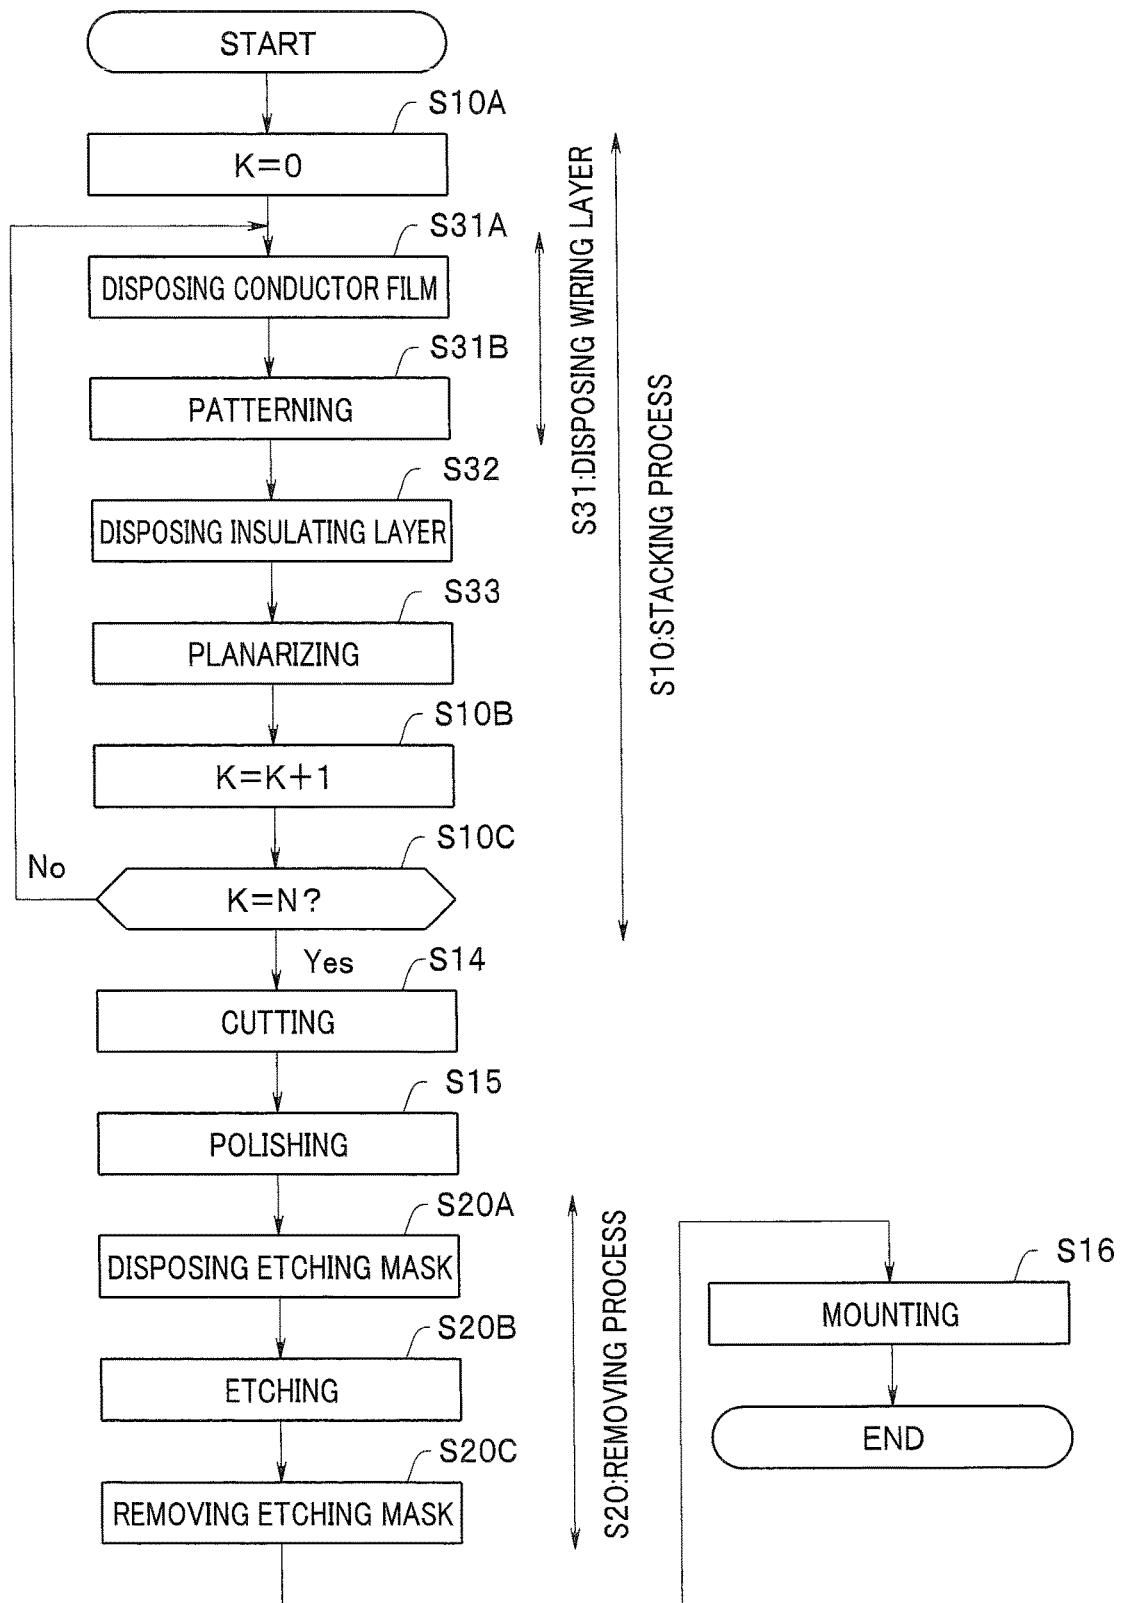 START
S10A
K=0
S31A
DISPOSING CONDUCTOR FILM
S31B
PATTERNING
S32
DISPOSING INSULATING LAYER
S33
PLANARIZING
S10B
K=K+1
S10C
K=N?
No
Yes
S14
CUTTING
S15
POLISHING
S20A
DISPOSING ETCHING MASK
S20B
ETCHING
S20C
REMOVING ETCHING MASK
S31:DISPOSING WIRING LAYER
S10:STACKING PROCESS
S20:REMOVING PROCESS
S16
MOUNTING
END